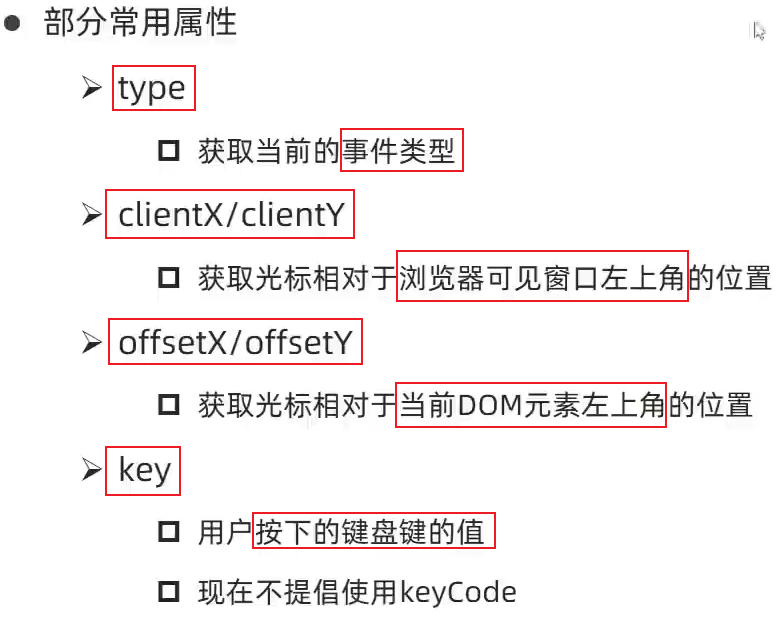 部分常用属性
type
获取当前的事件类型
clientX/clientY
获取光标相对于浏览器可见窗口左上角的位置
offsetX/offsetY
获取光标相对于当前DOM元素左上角的位置
key
用户按下的键盘键的值
现在不提倡使用keyCode